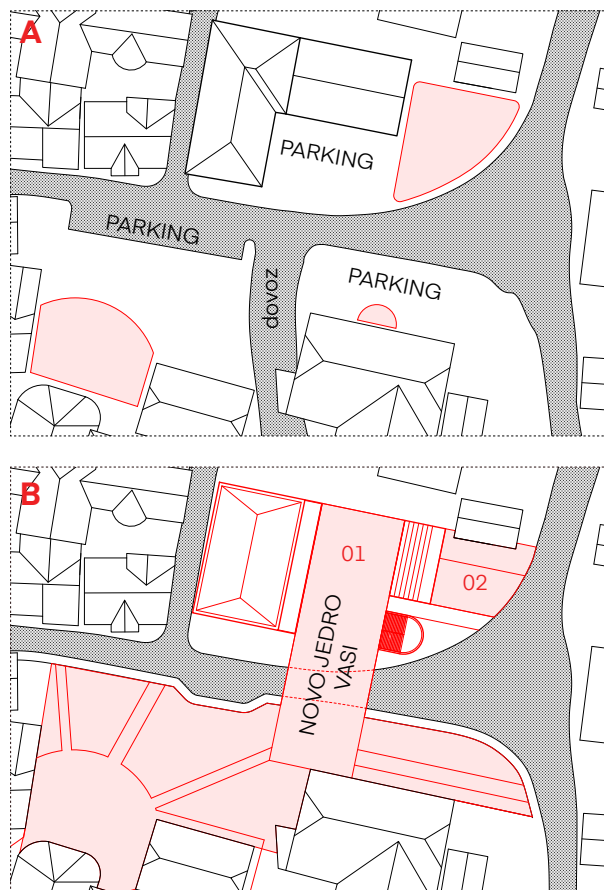 A
PARKING
PARKING
dovoz
PARKING
B
01
02
NOVO JEDRO
VASI